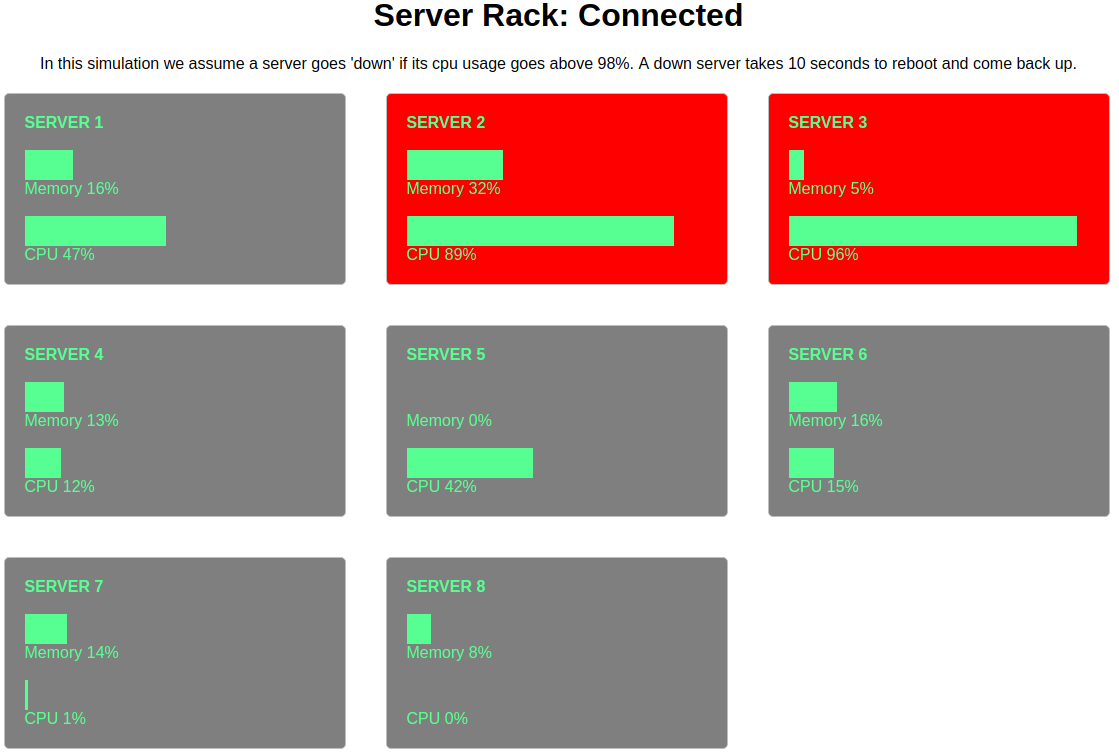 Server Rack: Connected
In this simulation we assume a server goes 'down' if its cpu usage goes above 98%. A down server takes 10 seconds to reboot and come back up.
SERVER 1
Memory 16%
CPU 47%
SERVER 2
Memory 32%
CPU 89%
SERVER 3
Memory 5%
CPU 96%
SERVER 4
Memory 13%
CPU 12%
SERVER 5
Memory 0%
CPU 42%
SERVER 6
Memory 16%
CPU 15%
SERVER 7
Memory 14%
CPU 1%
SERVER 8
Memory 8%
CPU 0%